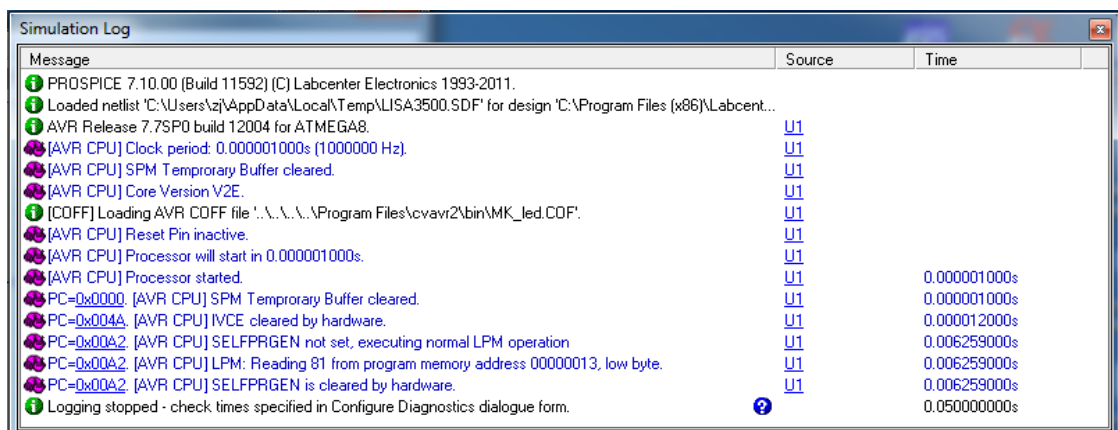 Simulation Log
Message Source Time
PROSPICE 7.10.00 (Build 11592) (C) Labcenter Electronics 1993-2011.
Loaded netlist 'C:\Users\zj\AppData\Local\Temp\LISA3500.SDF' for design 'C:\Program Files (x86)\Labcent...
AVR Release 7.7SP0 build 12004 for ATMEGA8. U1
[AVR CPU] Clock period: 0.000001000s (1000000 Hz). U1
[AVR CPU] SPM Temprorary Buffer cleared. U1
[AVR CPU] Core Version V2E. U1
[COFF] Loading AVR COFF file '..\..\..\..\Program Files\cvavr2\bin\MK_led.COF'. U1
[AVR CPU] Reset Pin inactive. U1
[AVR CPU] Processor will start in 0.000001000s. U1
[AVR CPU] Processor started. U1 0.000001000s
PC=0x0000. [AVR CPU] SPM Temprorary Buffer cleared. U1 0.000001000s
PC=0x004A. [AVR CPU] IVCE cleared by hardware. U1 0.000012000s
PC=0x00A2. [AVR CPU] SELFPRGEN not set, executing normal LPM operation U1 0.006259000s
PC=0x00A2. [AVR CPU] LPM: Reading 81 from program memory address 00000013, low byte. U1 0.006259000s
PC=0x00A2. [AVR CPU] SELFPRGEN is cleared by hardware. U1 0.006259000s
Logging stopped - check times specified in Configure Diagnostics dialogue form. 0.050000000s